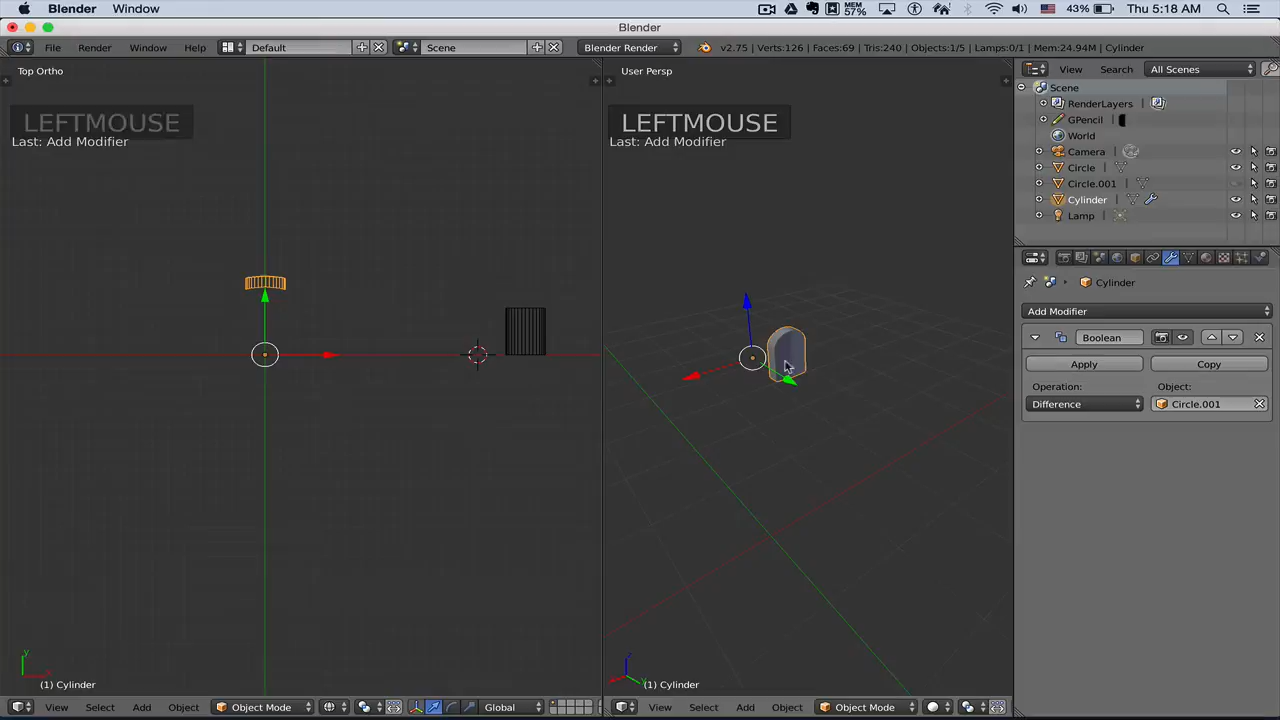 Blender Window MEM 57% 43% Thu 5:18 AM
Blender
File Render Window Help Default Scene Blender Render v2.75 | Verts:126 | Faces:69 | Tris:240 | Objects:1/5 | Lamps:0/1 | Mem:24.94M | Cylinder
Top Ortho
LEFTMOUSE
Last: Add Modifier
y
x
(1) Cylinder
View Select Add Object Object Mode Global
User Persp
LEFTMOUSE
Last: Add Modifier
z
(1) Cylinder
View Select Add Object Object Mode
View Search All Scenes
Scene
RenderLayers |
GPencil
World
Camera |
Circle |
Circle.001 |
Cylinder |
Lamp |
Cylinder
Add Modifier
Boolean
Apply Copy
Operation: Object:
Difference Circle.001